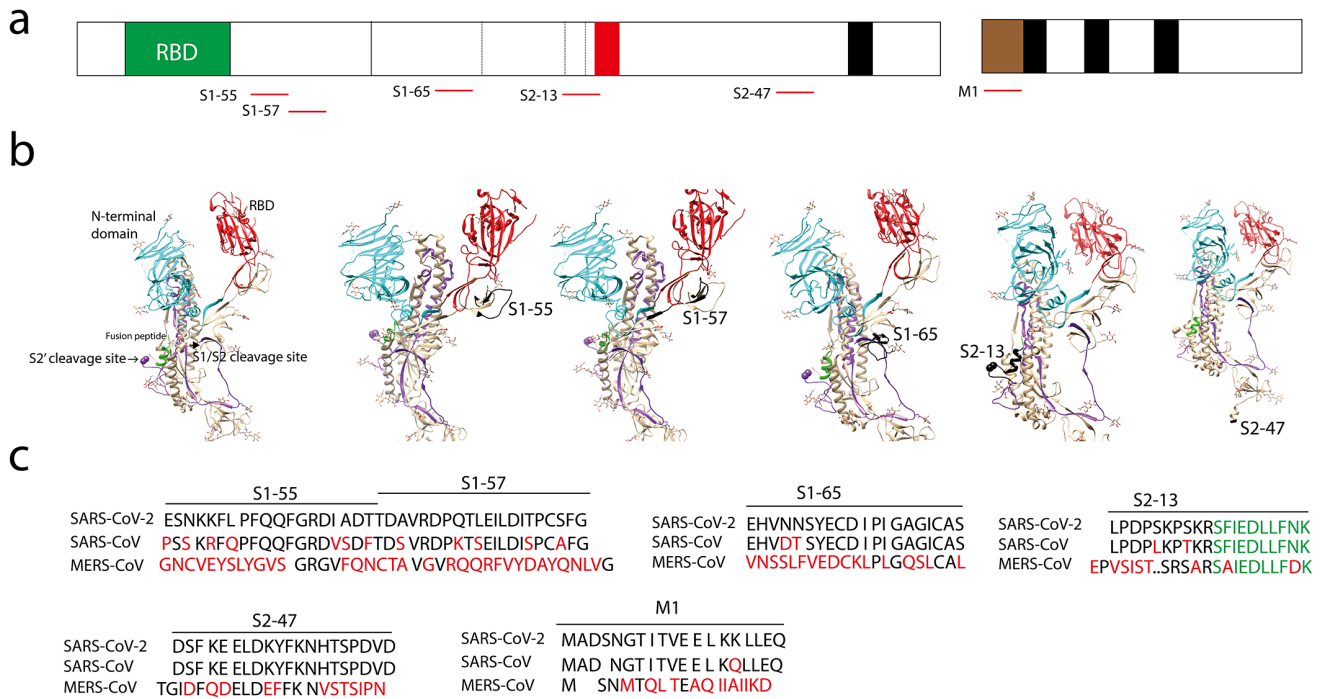 a
RBD
S1-55
S1-57
S1-65
S2-13
S2-47
M1
b
N-terminal
domain
RBD
Fusion peptide
S2' cleavage site→
S1/S2 cleavage site
S1-55
S1-57
S1-65
S2-13
S2-47
c
S1-55 S1-57
SARS-CoV-2 ESNKKFL PFQQFGRDI ADTTDAVRDPQTLEILDITPCSFG
SARS-CoV PSS KRFQPFQQFGRDVSDFTDS VRDPKTSEILDISPCAFG
MERS-CoV GNCVEYSLYGVS GRGVFQNCTA VGVRQQRFVYDAYQNLVG
S1-65
SARS-CoV-2 EHVNNSYECD I PI GAGICAS
SARS-CoV EHVDT SYECD I PI GAGICAS
MERS-CoV VNSSLFVEDCKLPLGQSLCAL
S2-13
SARS-CoV-2 LPDPSKPSKRSFIEDLLFNK
SARS-CoV LPDPLKPTKRSFIEDLLFNK
MERS-CoV EPVSIST..SRSARSAIEDLLFDK
S2-47
SARS-CoV-2 DSF KE ELDKYFKNHTSPDVD
SARS-CoV DSF KE ELDKYFKNHTSPDVD
MERS-CoV TGIDFQDELDEFFK NVSTSIPN
M1
SARS-CoV-2 MADSNGT I TVE E L KKLLEQ
SARS-CoV MAD NGT I TVE E L KQLLEQ
MERS-CoV M SNMTQL TEAQ IIAIIKD